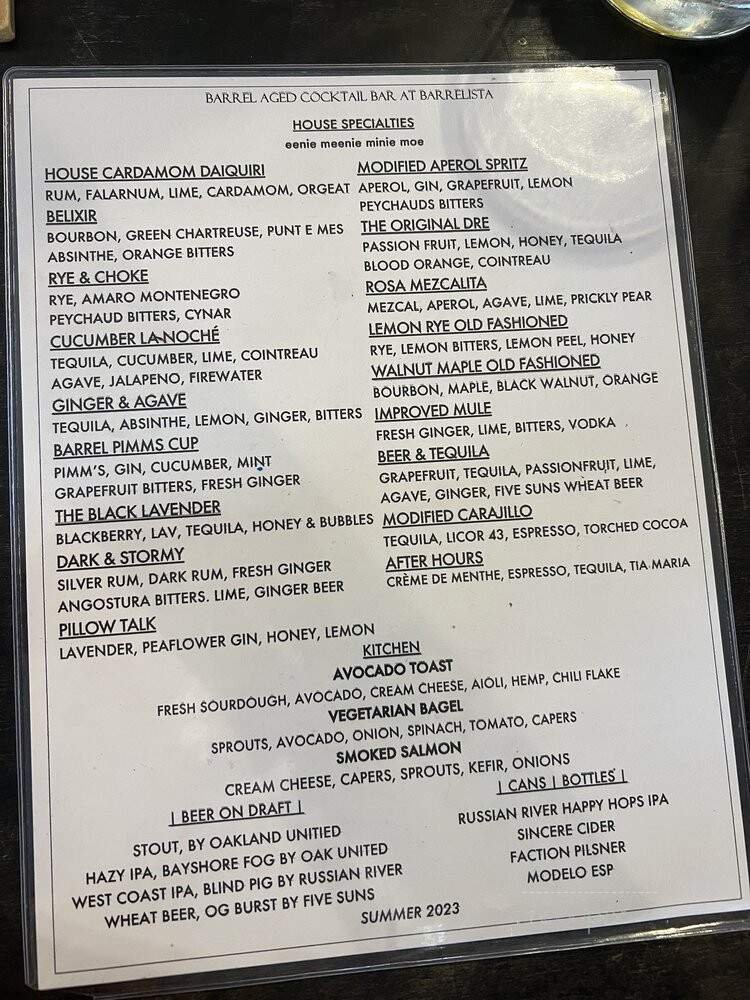 BARREL AGED COCKTAIL BAR AT BARRELISTA
HOUSE SPECIALTIES
eenie meenie minie moe
HOUSE CARDAMOM DAIQUIRI
RUM, FALARNUM, LIME, CARDAMOM, ORGEAT
BELIXIR
BOURBON, GREEN CHARTREUSE, PUNT E MES
ABSINTHE, ORANGE BITTERS
RYE & CHOKE
RYE, AMARO MONTENEGRO
PEYCHAUD BITTERS, CYNAR
CUCUMBER LA NOCHÉ
TEQUILA, CUCUMBER, LIME, COINTREAU
AGAVE, JALAPENO, FIREWATER
GINGER & AGAVE
TEQUILA, ABSINTHE, LEMON, GINGER, BITTERS
BARREL PIMMS CUP
PIMM'S, GIN, CUCUMBER, MINT
GRAPEFRUIT BITTERS, FRESH GINGER
THE BLACK LAVENDER
BLACKBERRY, LAV, TEQUILA, HONEY & BUBBLES
DARK & STORMY
SILVER RUM, DARK RUM, FRESH GINGER
ANGOSTURA BITTERS. LIME, GINGER BEER
PILLOW TALK
LAVENDER, PEAFLOWER GIN, HONEY, LEMON
MODIFIED APEROL SPRITZ
APEROL, GIN, GRAPEFRUIT, LEMON
PEYCHAUDS BITTERS
THE ORIGINAL DRE
PASSION FRUIT, LEMON, HONEY, TEQUILA
BLOOD ORANGE, COINTREAU
ROSA MEZCALITA
MEZCAL, APEROL, AGAVE, LIME, PRICKLY PEAR
LEMON RYE OLD FASHIONED
RYE, LEMON BITTERS, LEMON PEEL, HONEY
WALNUT MAPLE OLD FASHIONED
BOURBON, MAPLE, BLACK WALNUT, ORANGE
IMPROVED MULE
FRESH GINGER, LIME, BITTERS, VODKA
BEER & TEQUILA
GRAPEFRUIT, TEQUILA, PASSIONFRUIT, LIME,
AGAVE, GINGER, FIVE SUNS WHEAT BEER
MODIFIED CARAJILLO
TEQUILA, LICOR 43, ESPRESSO, TORCHED COCOA
AFTER HOURS
CRÈME DE MENTHE, ESPRESSO, TEQUILA, TIA MARIA
KITCHEN
AVOCADO TOAST
FRESH SOURDOUGH, AVOCADO, CREAM CHEESE, AIOLI, HEMP, CHILI FLAKE
VEGETARIAN BAGEL
SPROUTS, AVOCADO, ONION, SPINACH, TOMATO, CAPERS
SMOKED SALMON
CREAM CHEESE, CAPERS, SPROUTS, KEFIR, ONIONS
| BEER ON DRAFT |
STOUT, BY OAKLAND UNITIED
HAZY IPA, BAYSHORE FOG BY OAK UNITED
WEST COAST IPA, BLIND PIG BY RUSSIAN RIVER
WHEAT BEER, OG BURST BY FIVE SUNS
| CANS | BOTTLES |
RUSSIAN RIVER HAPPY HOPS IPA
SINCERE CIDER
FACTION PILSNER
MODELO ESP
SUMMER 2023